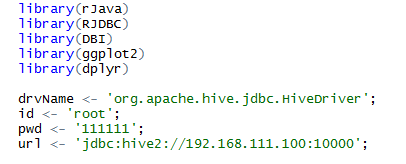 library(rJava)
library(RJDBC)
library(DBI)
library(ggplot2)
library(dplyr)

drvName <- 'org.apache.hive.jdbc.HiveDriver';
id <- 'root';
pwd <- '111111';
url <- 'jdbc:hive2://192.168.111.100:10000';